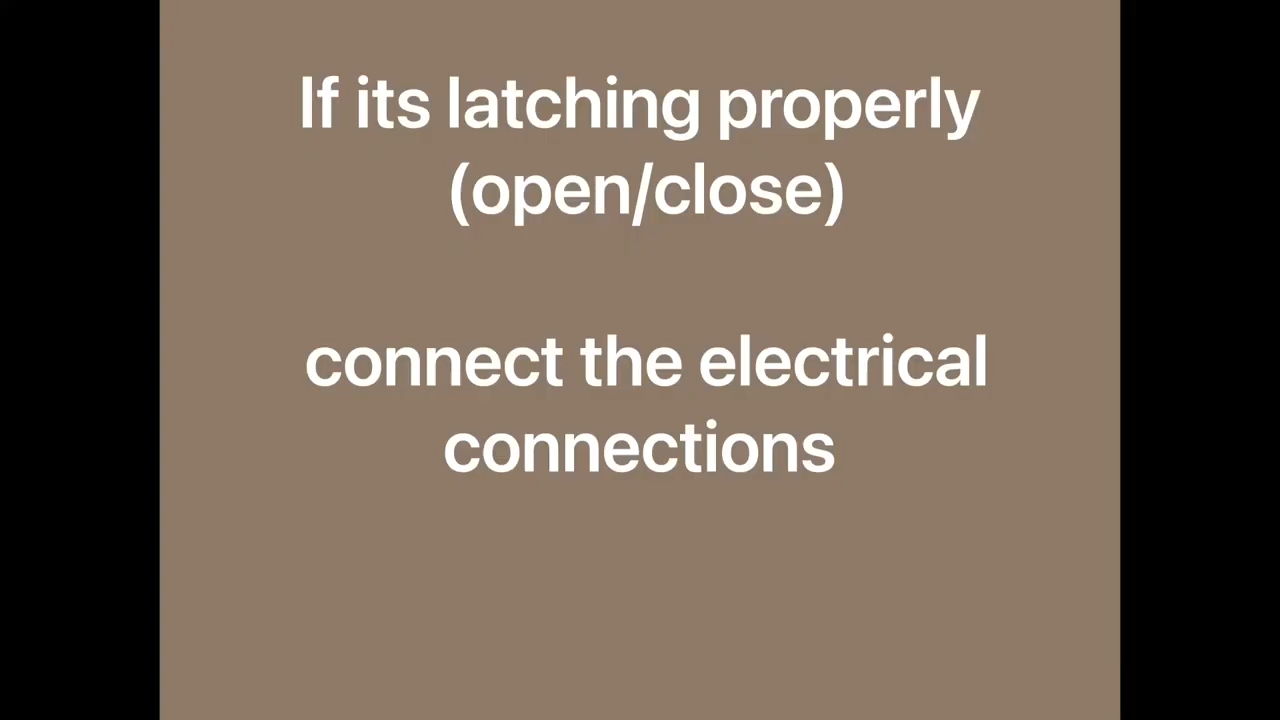 If its latching properly
(open/close)
connect the electrical
connections